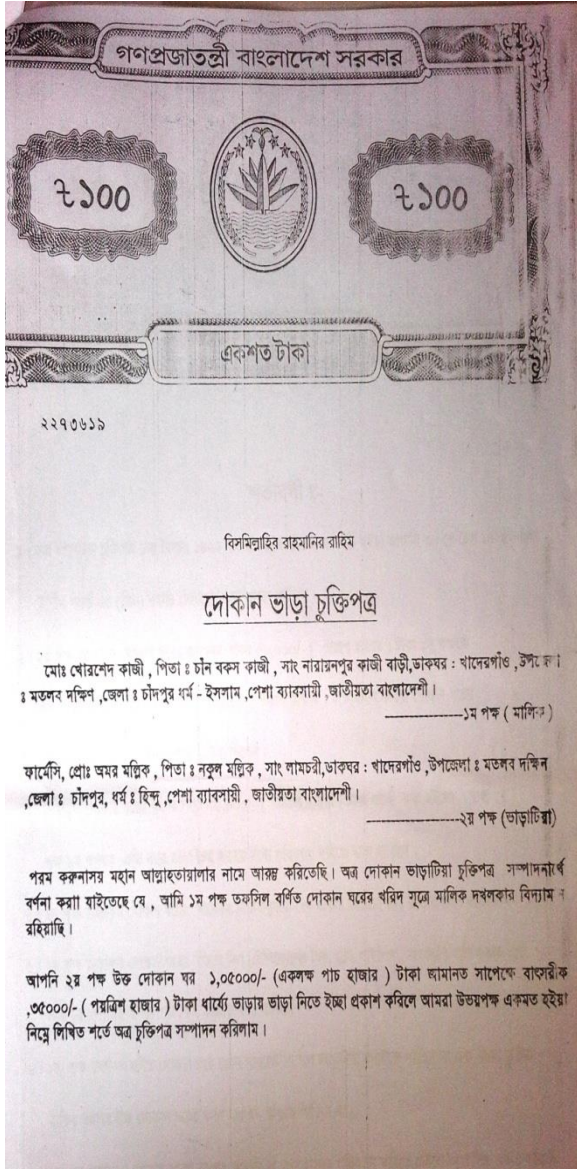 গণপ্রজাতন্ত্রী বাংলাদেশ সরকার
৳১০০ ৳১০০
একশত টাকা
২২৭৩৬১৯
বিসমিল্লাহির রাহমানির রাহিম
দোকান ভাড়া চুক্তিপত্র
মোঃ খোরশেদ কাজী , পিতা ঃ চাঁন বকস কাজী , সাং নারায়নপুর কাজী বাড়ী,ডাকঘর : খাদেরগাঁও ,উপজেলা
ঃ মতলব দক্ষিণ ,জেলা ঃ চাঁদপুর ধর্ম - ইসলাম ,পেশা ব্যাবসায়ী ,জাতীয়তা বাংলাদেশী।
---------------১ম পক্ষ ( মালিক )
ফার্মেসি, প্রোঃ অমর মল্লিক , পিতা ঃ নকুল মল্লিক , সাং লামচরী,ডাকঘর : খাদেরগাঁও ,উপজেলা ঃ মতলব দক্ষিন
,জেলা ঃ চাঁদপুর, ধর্ম ঃ হিন্দু ,পেশা ব্যাবসায়ী , জাতীয়তা বাংলাদেশী।
------------------২য় পক্ষ (ভাড়াটিয়া)
পরম করুনাময় মহান আল্লাহতায়ালার নামে আরম্ভ করিতেছি। অত্র দোকান ভাড়াটিয়া চুক্তিপত্র সম্পাদনার্থে
বর্ণনা করা যাইতেছে যে , আমি ১ম পক্ষ তফসিল বর্ণিত দোকান ঘরের খরিদ সূত্রে মালিক দখলকার বিদ্যমান
রহিয়াছি।
আপনি ২য় পক্ষ উক্ত দোকান ঘর ১,০৫০০০/- (একলক্ষ পাচ হাজার ) টাকা জামানত সাপেক্ষে বাৎসরীক
,৩৫০০০/- ( পয়ত্রিশ হাজার ) টাকা ধার্য্যে ভাড়ায় ভাড়া নিতে ইচ্ছা প্রকাশ করিলে আমরা উভয়পক্ষ একমত হইয়া
নিম্নে লিখিত শর্তে অত্র চুক্তিপত্র সম্পাদন করিলাম।